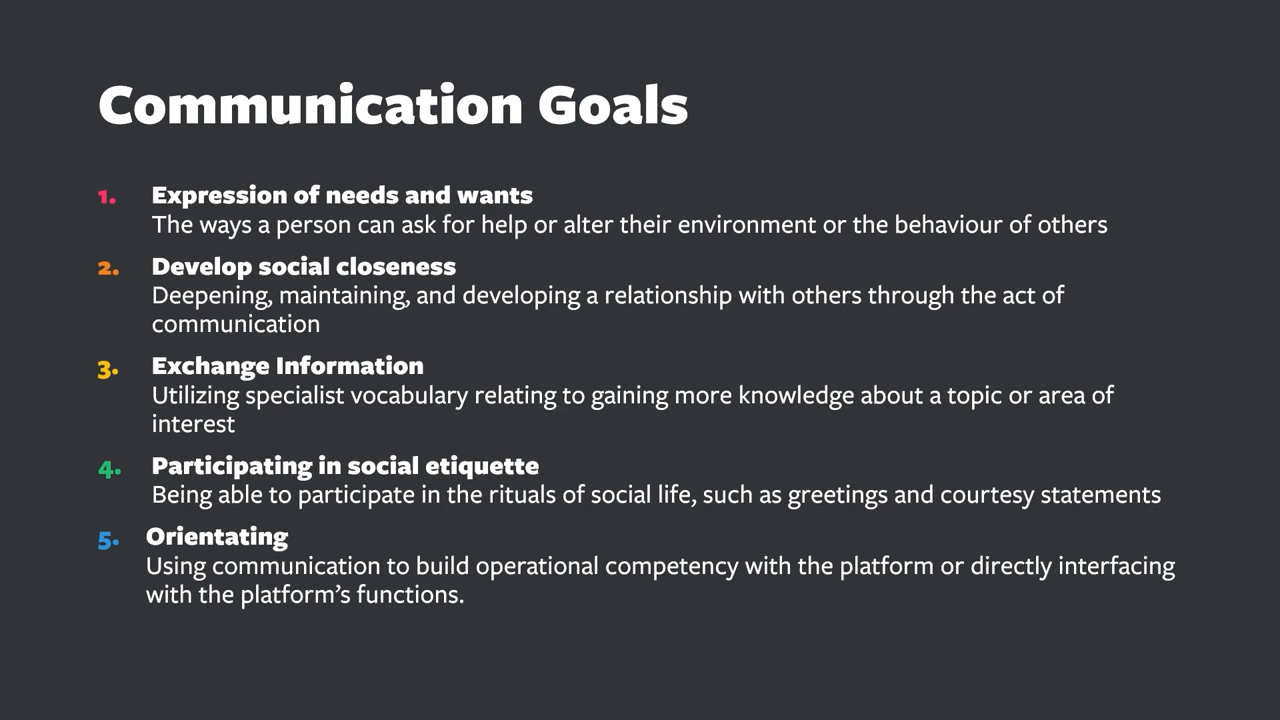 Communication Goals
1. Expression of needs and wants
The ways a person can ask for help or alter their environment or the behaviour of others
2. Develop social closeness
Deepening, maintaining, and developing a relationship with others through the act of
communication
3. Exchange Information
Utilizing specialist vocabulary relating to gaining more knowledge about a topic or area of
interest
4. Participating in social etiquette
Being able to participate in the rituals of social life, such as greetings and courtesy statements
5. Orientating
Using communication to build operational competency with the platform or directly interfacing
with the platform’s functions.